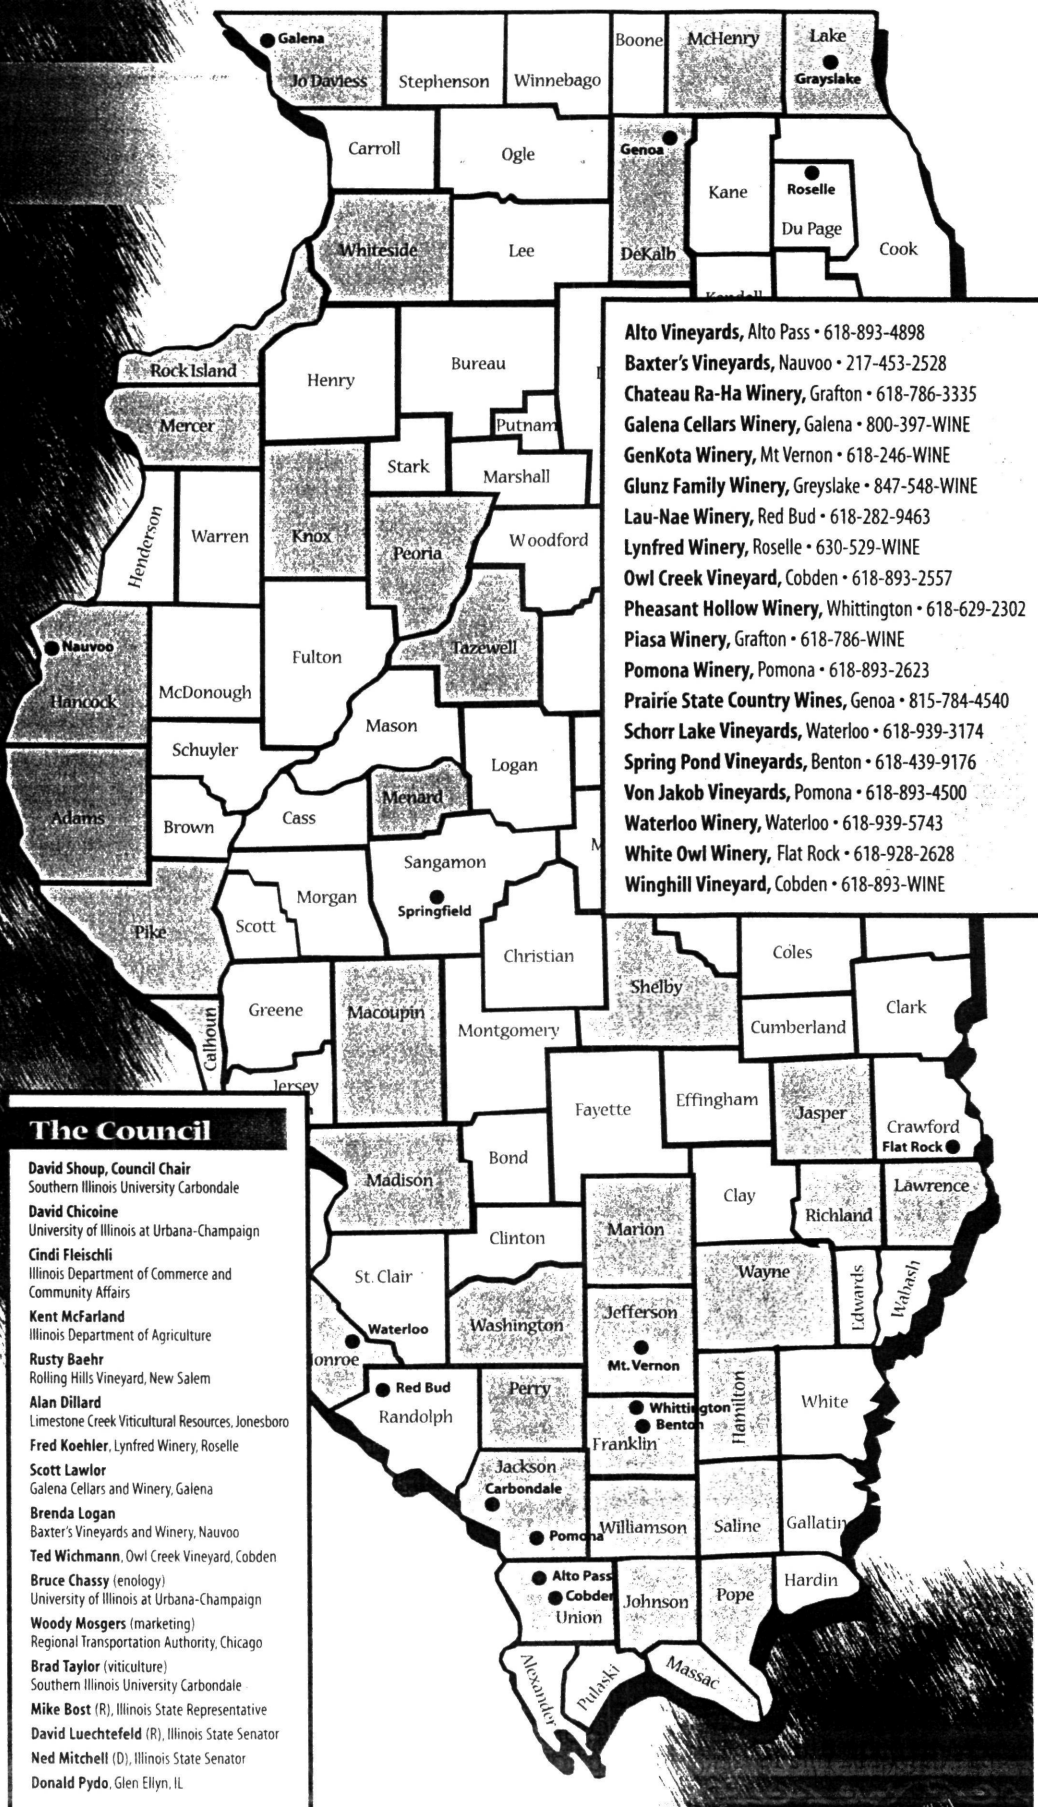 Galena
Jo Daviess
Stephenson
Winnebago
Boone
McHenry
Lake
Grayslake
Carroll
Ogle
Genoa
DeKalb
Kane
Roselle
Du Page
Cook
Whiteside
Lee
Kendall
Rock Island
Mercer
Henry
Bureau
Putnam
Stark
Marshall
Henderson
Warren
Knox
Peoria
Woodford
Nauvoo
Hancock
McDonough
Fulton
Tazewell
Mason
Schuyler
Logan
Adams
Brown
Cass
Menard
M
Sangamon
Springfield
Pike
Scott
Morgan
Christian
Alto Vineyards, Alto Pass • 618-893-4898
Baxter's Vineyards, Nauvoo • 217-453-2528
Chateau Ra-Ha Winery, Grafton • 618-786-3335
Galena Cellars Winery, Galena • 800-397-WINE
GenKota Winery, Mt Vernon • 618-246-WINE
Glunz Family Winery, Greyslake • 847-548-WINE
Lau-Nae Winery, Red Bud • 618-282-9463
Lynfred Winery, Roselle • 630-529-WINE
Owl Creek Vineyard, Cobden • 618-893-2557
Pheasant Hollow Winery, Whittington • 618-629-2302
Piasa Winery, Grafton • 618-786-WINE
Pomona Winery, Pomona • 618-893-2623
Prairie State Country Wines, Genoa • 815-784-4540
Schorr Lake Vineyards, Waterloo • 618-939-3174
Spring Pond Vineyards, Benton • 618-439-9176
Von Jakob Vineyards, Pomona • 618-893-4500
Waterloo Winery, Waterloo • 618-939-5743
White Owl Winery, Flat Rock • 618-928-2628
Winghill Vineyard, Cobden • 618-893-WINE
Shelby
Coles
Cumberland
Clark
Calhoun
Greene
Macoupin
Montgomery
Jersey
Fayette
Effingham
Jasper
Crawford
Flat Rock
Madison
Bond
Clay
Richland
Lawrence
Clinton
Marion
St. Clair
Wayne
Edwards
Wabash
Washington
Jefferson
Mt. Vernon
Waterloo
onroe
Red Bud
Randolph
Perry
Whittington
Benton
Franklin
Hamilton
White
Jackson
Carbondale
Pomona
Williamson
Saline
Gallatin
Alto Pass
Cobden
Union
Johnson
Pope
Hardin
Alexander
Pulaski
Massac
The Council
David Shoup, Council Chair
Southern Illinois University Carbondale
David Chicoine
University of Illinois at Urbana-Champaign
Cindi Fleischli
Illinois Department of Commerce and
Community Affairs
Kent McFarland
Illinois Department of Agriculture
Rusty Baehr
Rolling Hills Vineyard, New Salem
Alan Dillard
Limestone Creek Viticultural Resources, Jonesboro
Fred Koehler, Lynfred Winery, Roselle
Scott Lawlor
Galena Cellars and Winery, Galena
Brenda Logan
Baxter's Vineyards and Winery, Nauvoo
Ted Wichmann, Owl Creek Vineyard, Cobden
Bruce Chassy (enology)
University of Illinois at Urbana-Champaign
Woody Mosgers (marketing)
Regional Transportation Authority, Chicago
Brad Taylor (viticulture)
Southern Illinois University Carbondale
Mike Bost (R), Illinois State Representative
David Luechtefeld (R), Illinois State Senator
Ned Mitchell (D), Illinois State Senator
Donald Pydo, Glen Ellyn, IL